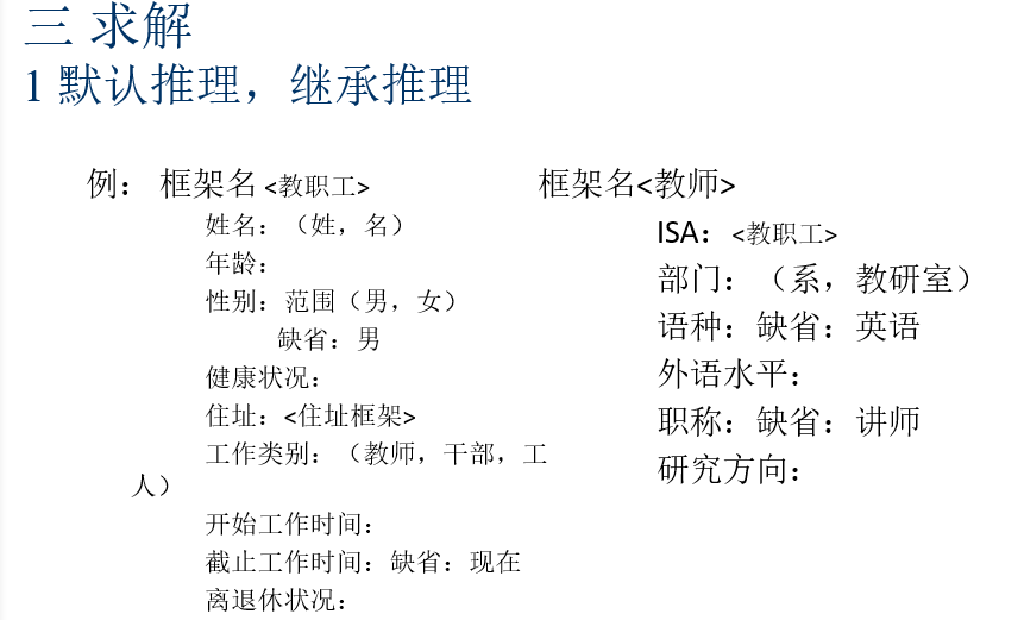 三 求解
1 默认推理，继承推理
例： 框架名 <教职工>
姓名：（姓，名）
年龄：
性别：范围（男，女）
缺省：男
健康状况：
住址：<住址框架>
工作类别：（教师，干部，工
人）
开始工作时间：
截止工作时间：缺省：现在
离退休状况：
框架名<教师>
ISA：<教职工>
部门：（系，教研室）
语种：缺省：英语
外语水平：
职称：缺省：讲师
研究方向：